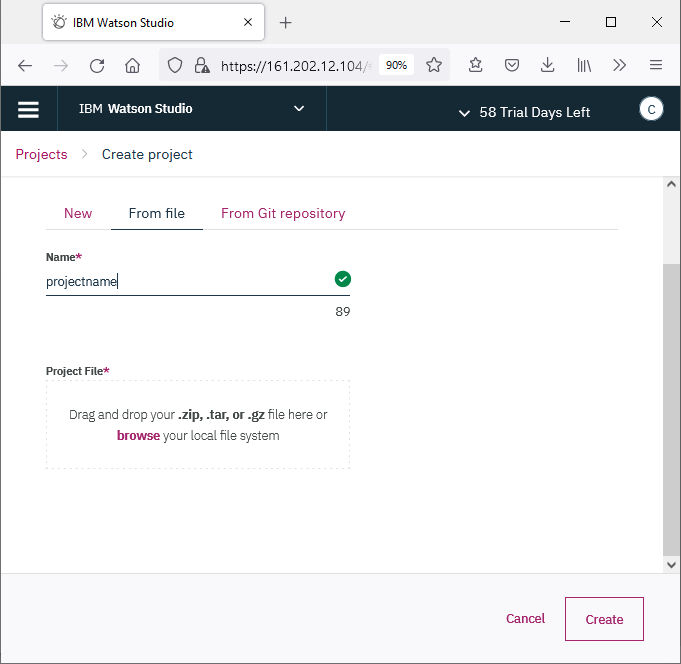 IBM Watson Studio
https://161.202.12.104/
90%
IBM Watson Studio
58 Trial Days Left
C
Projects
Create project
New
From file
From Git repository
Name*
projectname
89
Project File*
Drag and drop your .zip, .tar, or .gz file here or
browse your local file system
Cancel
Create